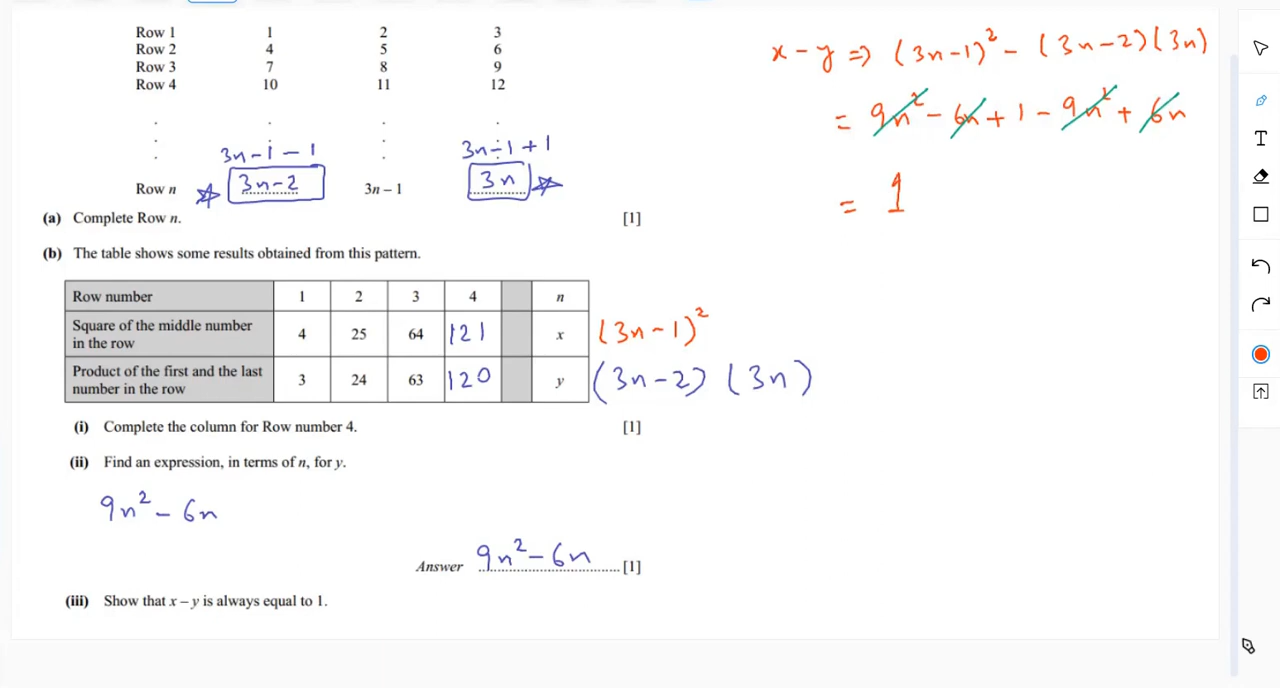 Row 1 1 2 3
Row 2 4 5 6
Row 3 7 8 9
Row 4 10 11 12
3n-1-1 3n-1+1
Row n 3n-2 3n – 1 3n
(a) Complete Row n. [1]
(b) The table shows some results obtained from this pattern.
Row number 1 2 3 4 n
Square of the middle number in the row 4 25 64 121 x (3n-1)²
Product of the first and the last number in the row 3 24 63 120 y (3n-2) (3n)
(i) Complete the column for Row number 4. [1]
(ii) Find an expression, in terms of n, for y.
9n² - 6n
Answer 9n² - 6n [1]
(iii) Show that x – y is always equal to 1.
x - y ⇒ (3n-1)² - (3n-2)(3n)
= 9n² - 6n + 1 - 9n² + 6n
= 1
T